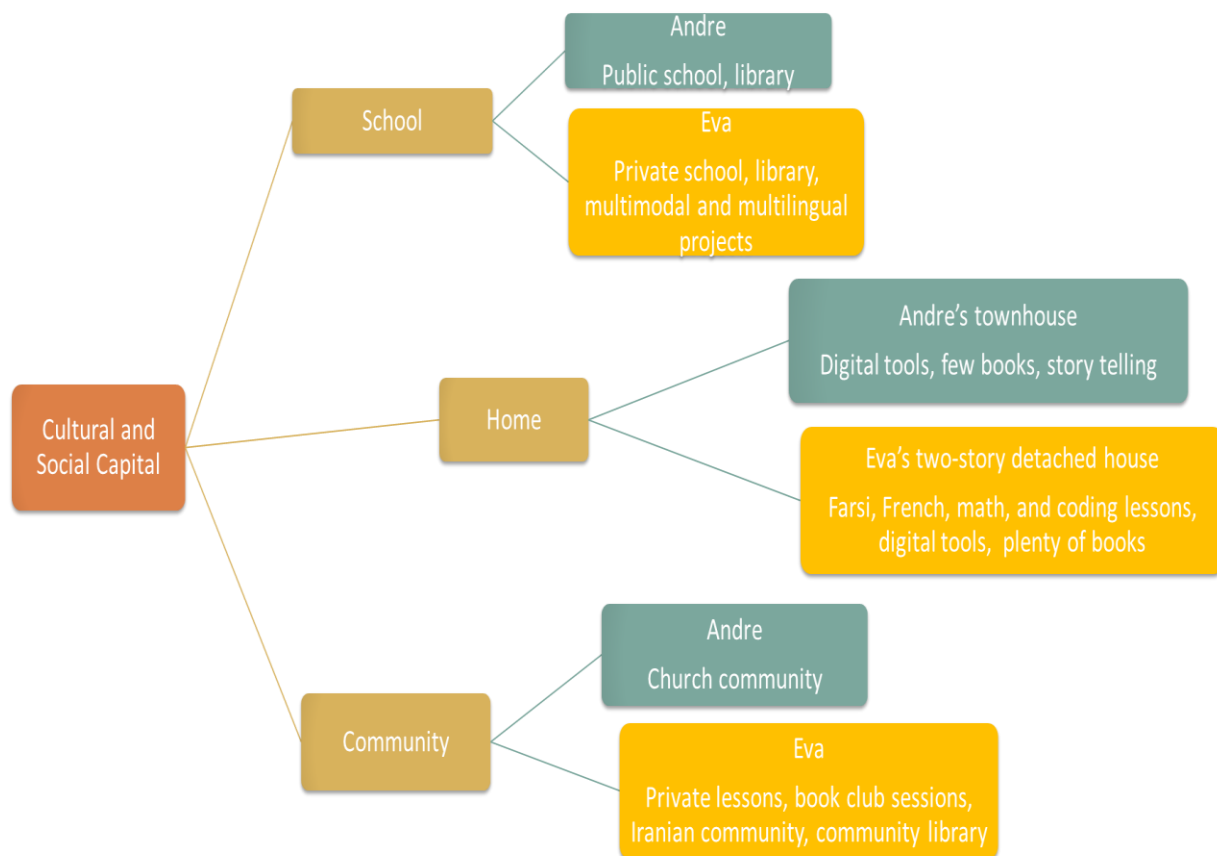 Cultural and
Social Capital
School
Andre
Public school, library
Eva
Private school, library,
multimodal and multilingual
projects
Home
Andre’s townhouse
Digital tools, few books, story telling
Eva’s two-story detached house
Farsi, French, math, and coding lessons,
digital tools, plenty of books
Community
Andre
Church community
Eva
Private lessons, book club sessions,
Iranian community, community library